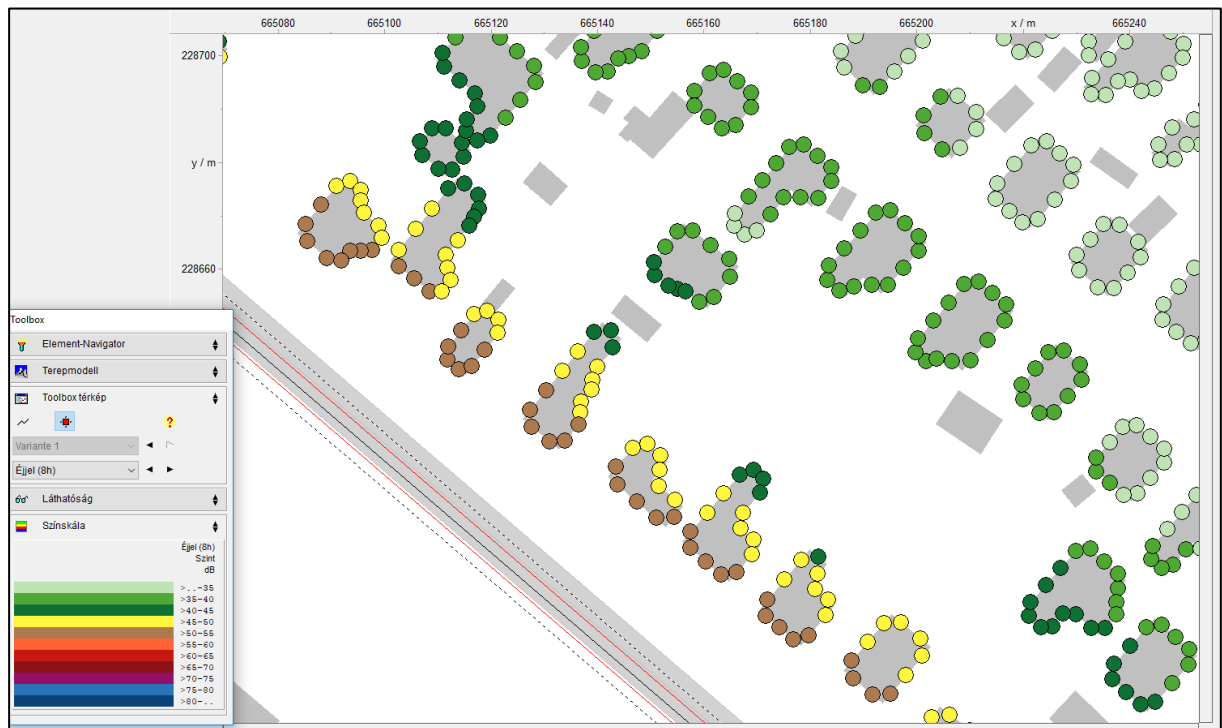 665080 665100 665120 665140 665160 665180 665200 x / m 665240
228700
y / m
228660
Toolbox
Element-Navigator
Terepmodell
Toolbox térkép
?
Variante 1
Éjjel (8h)
Láthatóság
Színskála
Éjjel (8h)
Szint
dB
>..-35
>35-40
>40-45
>45-50
>50-55
>55-60
>60-65
>65-70
>70-75
>75-80
>80-..